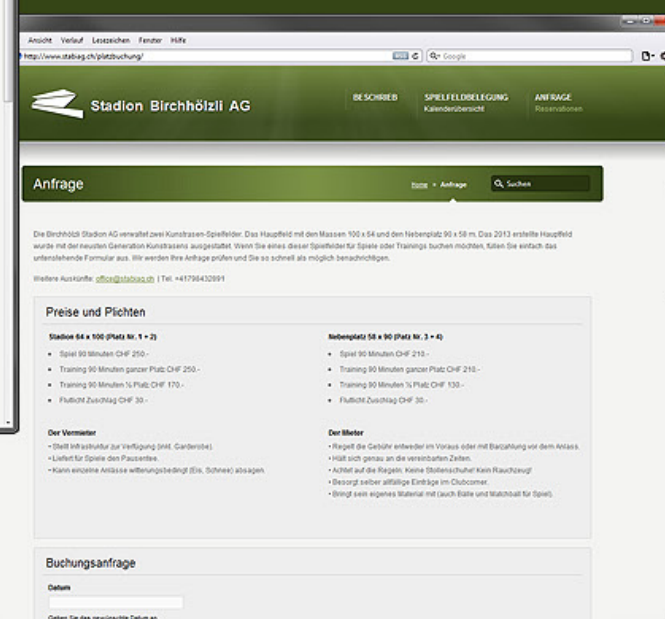 Ansicht Verlauf Lesezeichen Fenster Hilfe
http://www.stabiag.ch/platzbuchung/
RSS
Google
Stadion Birchhölzli AG
BESCHRIEB
SPIELFELDBELEGUNG
Kalenderübersicht
ANFRAGE
Reservationen
Anfrage
Home » Anfrage
Suchen
Die Birchhölzli Stadion AG verwaltet zwei Kunstrasen-Spielfelder. Das Hauptfeld mit den Massen 100 x 64 und den Nebenplatz 90 x 58 m. Das 2013 erstellte Hauptfeld
wurde mit der neusten Generation Kunstrasens ausgestattet. Wenn Sie eines dieser Spielfelder für Spiele oder Trainings buchen möchten, füllen Sie einfach das
untenstehende Formular aus. Wir werden Ihre Anfrage prüfen und Sie so schnell als möglich benachrichtigen.
Weitere Auskünfte: office@stabiag.ch | Tel. +41798432891
Preise und Plichten
Stadion 64 x 100 (Platz Nr. 1 + 2)
• Spiel 90 Minuten CHF 250.-
• Training 90 Minuten ganzer Platz CHF 250.-
• Training 90 Minuten ½ Platz CHF 170.-
• Flutlicht Zuschlag CHF 30.-
Nebenplatz 58 x 90 (Platz Nr. 3 + 4)
• Spiel 90 Minuten CHF 210.-
• Training 90 Minuten ganzer Platz CHF 210.-
• Training 90 Minuten ½ Platz CHF 130.-
• Flutlicht Zuschlag CHF 30.-
Der Vermieter
• Stellt Infrastruktur zur Verfügung (inkl. Garderobe).
• Liefert für Spiele den Pausentee.
• Kann einzelne Anlässe witterungsbedingt (Eis, Schnee) absagen.
Der Mieter
• Regelt die Gebühr entweder im Voraus oder mit Barzahlung vor dem Anlass.
• Hält sich genau an die vereinbarten Zeiten.
• Achtet auf die Regeln: Keine Stollenschuhe! Kein Rauchzeug!
• Besorgt selber allfällige Einträge im Clubcorner.
• Bringt sein eigenes Material mit (auch Bälle und Matchball für Spiel).
Buchungsanfrage
Datum
Geben Sie das gewünschte Datum an